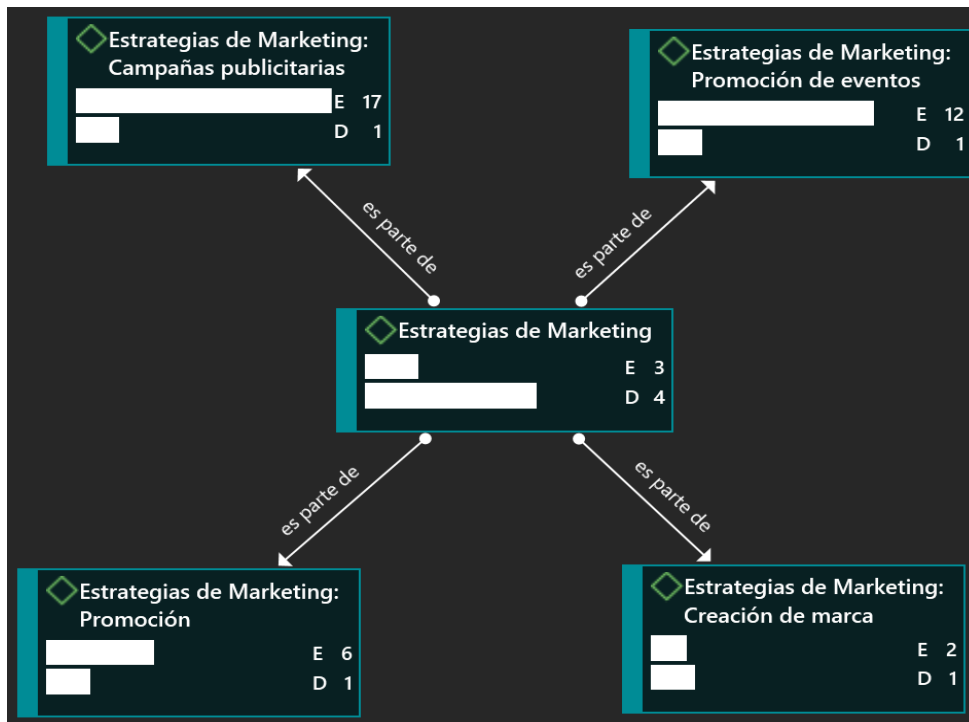 Estrategias de Marketing:
Campañas publicitarias
E 17
D 1
Estrategias de Marketing:
Promoción de eventos
E 12
D 1
es parte de
es parte de
Estrategias de Marketing
E 3
D 4
es parte de
es parte de
Estrategias de Marketing:
Promoción
E 6
D 1
Estrategias de Marketing:
Creación de marca
E 2
D 1